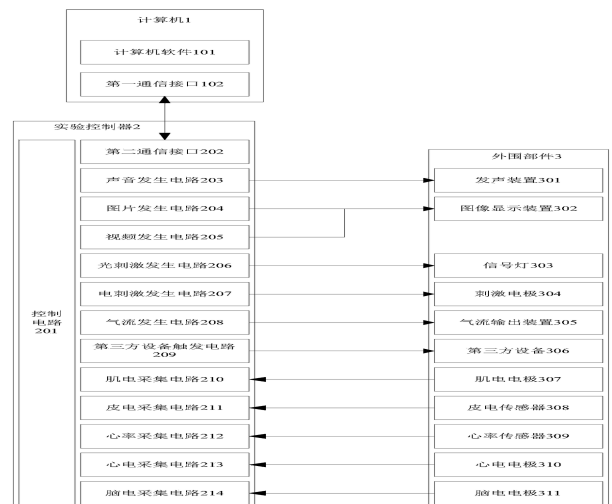 计算机1
计算机软件101
第一通信接口102
实验控制器2
控制
电路
201
第二通信接口202
声音发生电路203
图片发生电路204
视频发生电路205
光刺激发生电路206
电刺激发生电路207
气流发生电路208
第三方设备触发电路
209
肌电采集电路210
皮电采集电路211
心率采集电路212
心电采集电路213
脑电采集电路214
外围部件3
发声装置301
图像显示装置302
信号灯303
刺激电极304
气流输出装置305
第三方设备306
肌电电极307
皮电传感器308
心率传感器309
心电电极310
脑电电极311